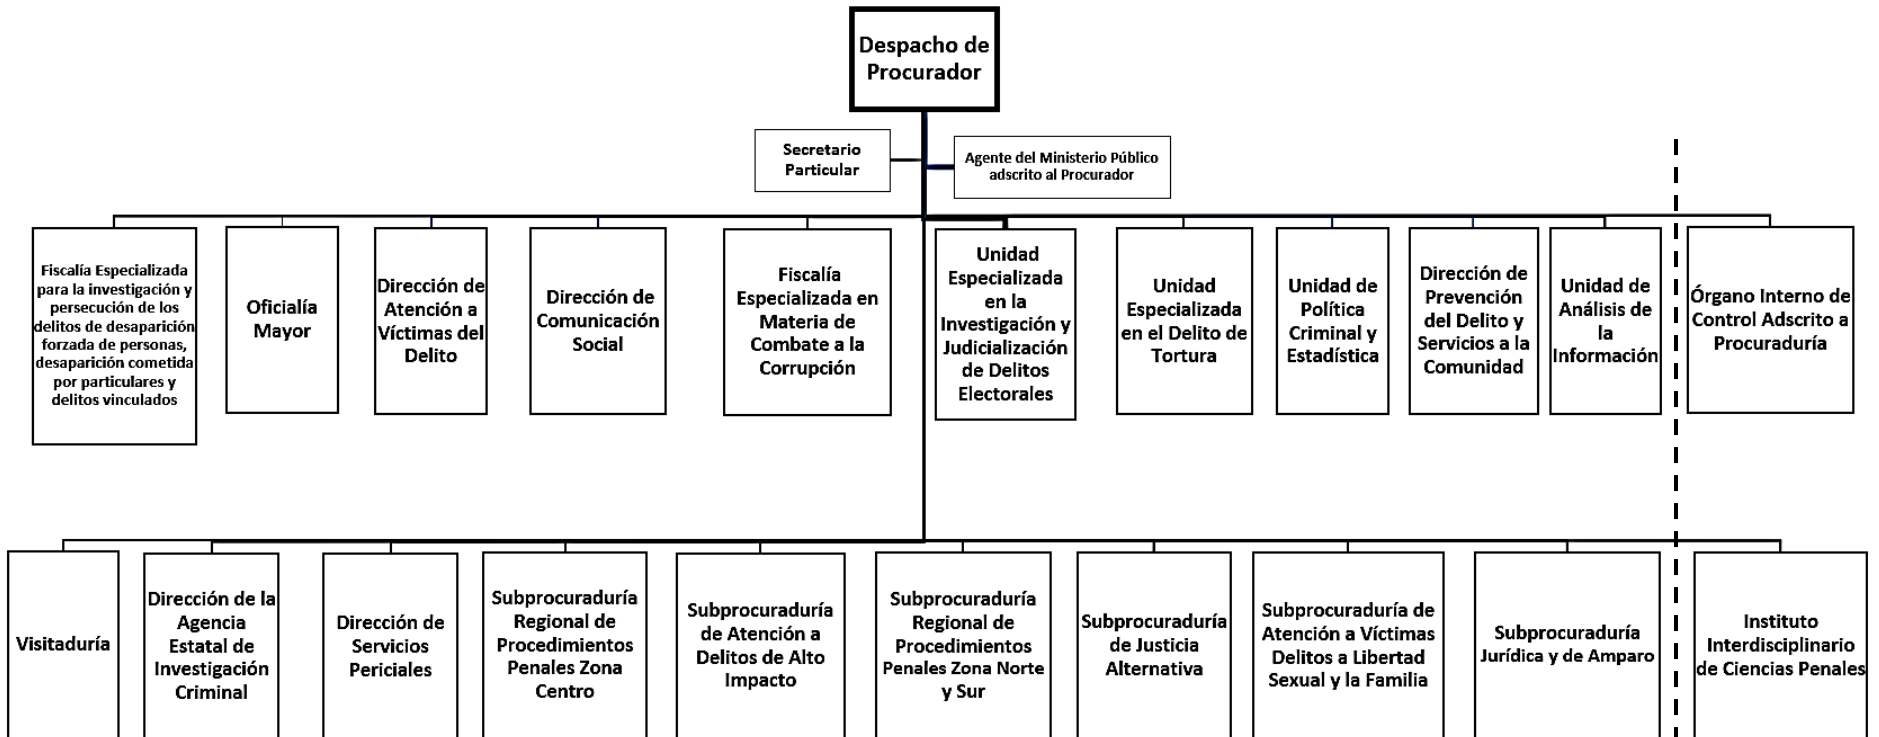 Despacho de
Procurador
Secretario
Particular
Agente del Ministerio Público
adscrito al Procurador
Fiscalía Especializada
para la investigación y
persecución de los
delitos de desaparición
forzada de personas,
desaparición cometida
por particulares y
delitos vinculados
Oficialía
Mayor
Dirección de
Atención a
Víctimas del
Delito
Dirección de
Comunicación
Social
Fiscalía
Especializada en
Materia de
Combate a la
Corrupción
Unidad
Especializada
en la
Investigación y
Judicialización
de Delitos
Electorales
Unidad
Especializada
en el Delito de
Tortura
Unidad de
Política
Criminal y
Estadística
Dirección de
Prevención
del Delito y
Servicios a la
Comunidad
Unidad de
Análisis de
la
Información
Órgano Interno de
Control Adscrito a
Procuraduría
Visitaduría
Dirección de la
Agencia
Estatal de
Investigación
Criminal
Dirección de
Servicios
Periciales
Subprocuraduría
Regional de
Procedimientos
Penales Zona
Centro
Subprocuraduría
de Atención a
Delitos de Alto
Impacto
Subprocuraduría
Regional de
Procedimientos
Penales Zona Norte
y Sur
Subprocuraduría
de Justicia
Alternativa
Subprocuraduría de
Atención a Víctimas
Delitos a Libertad
Sexual y la Familia
Subprocuraduría
Jurídica y de Amparo
Instituto
Interdisciplinario
de Ciencias Penales